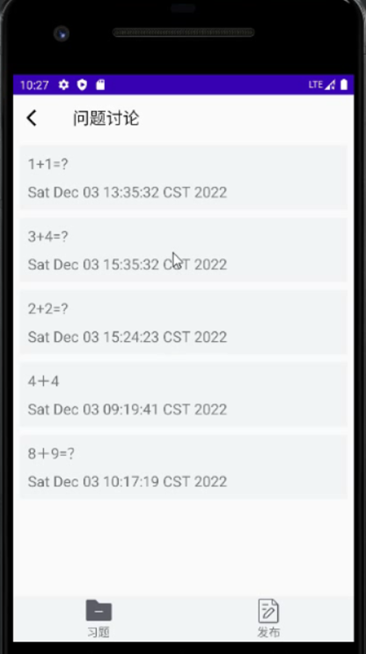 10:27
LTE
问题讨论
1+1=?
Sat Dec 03 13:35:32 CST 2022
3+4=?
Sat Dec 03 15:35:32 CST 2022
2+2=?
Sat Dec 03 15:24:23 CST 2022
4＋4
Sat Dec 03 09:19:41 CST 2022
8＋9=?
Sat Dec 03 10:17:19 CST 2022
习题
发布